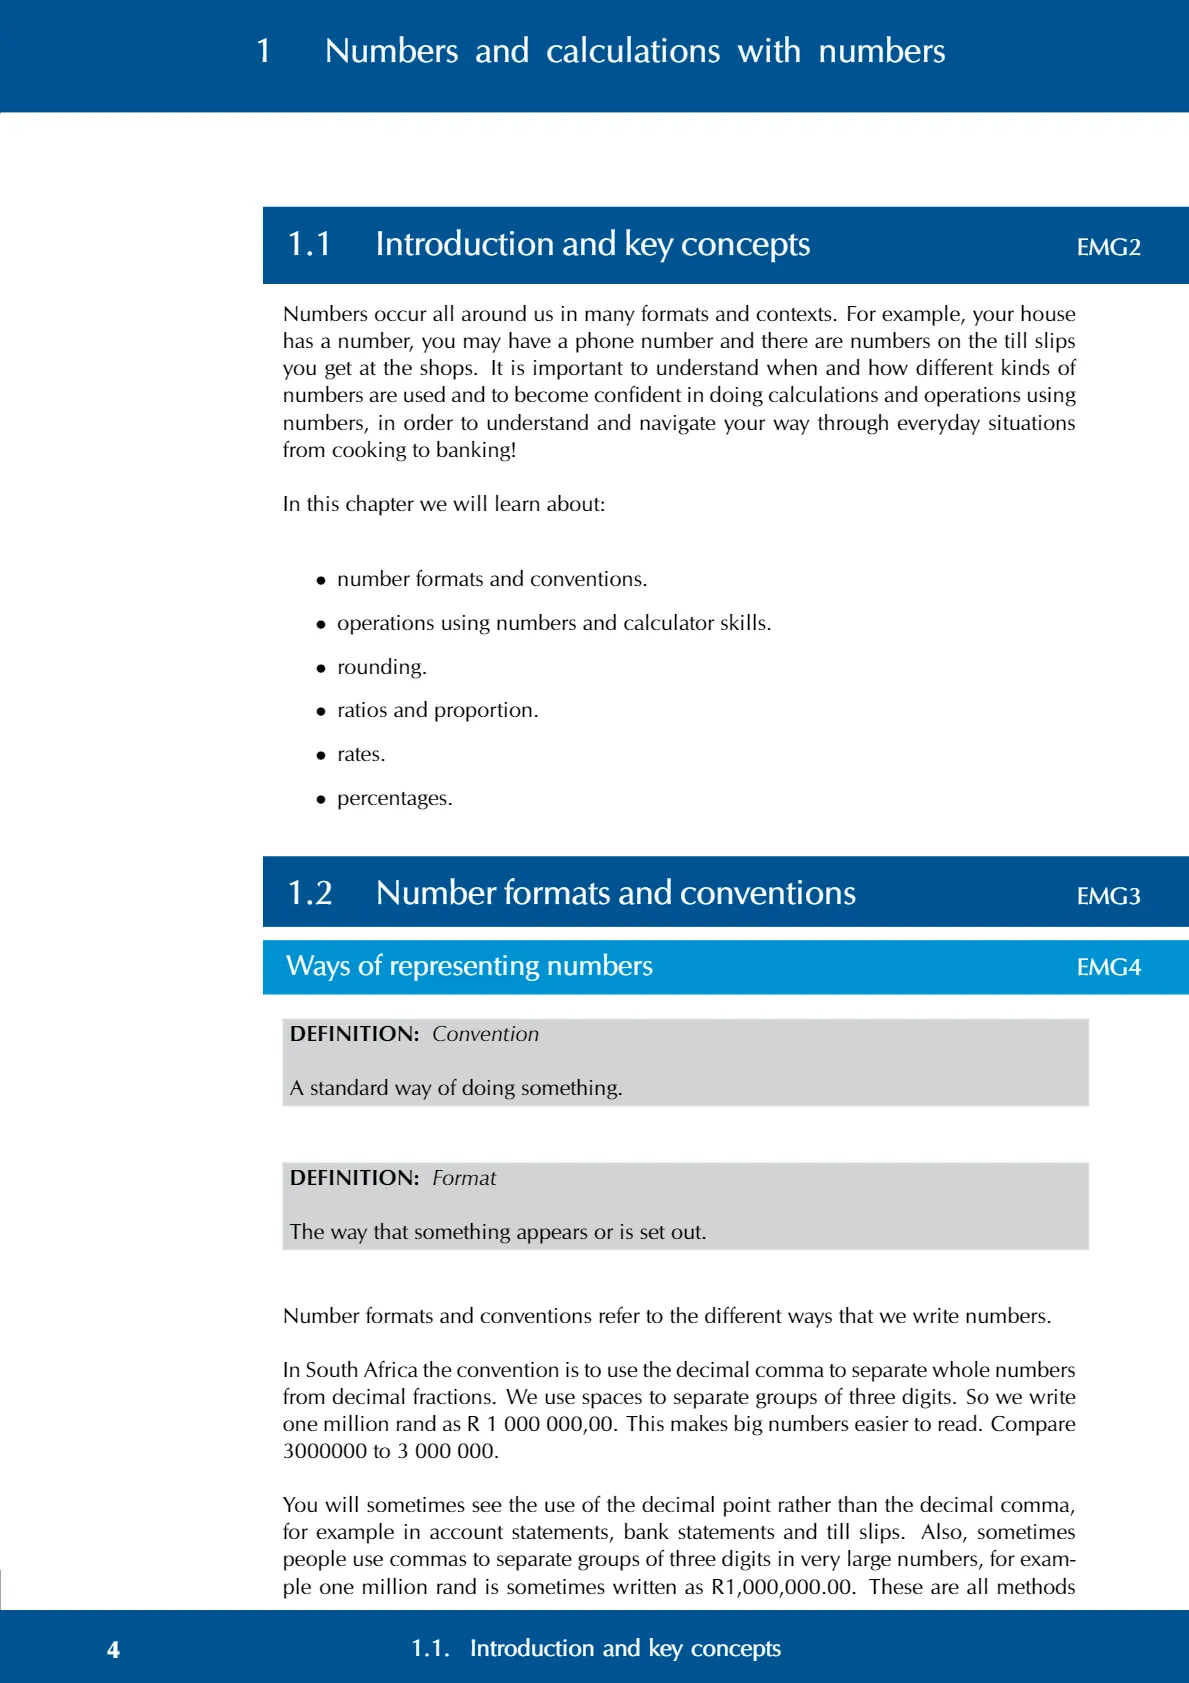 1 Numbers and calculations with numbers
1.1 Introduction and key concepts EMG2
Numbers occur all around us in many formats and contexts. For example, your house
has a number, you may have a phone number and there are numbers on the till slips
you get at the shops. It is important to understand when and how different kinds of
numbers are used and to become confident in doing calculations and operations using
numbers, in order to understand and navigate your way through everyday situations
from cooking to banking!
In this chapter we will learn about:
• number formats and conventions.
• operations using numbers and calculator skills.
• rounding.
• ratios and proportion.
• rates.
• percentages.
1.2 Number formats and conventions EMG3
Ways of representing numbers EMG4
DEFINITION: Convention
A standard way of doing something.
DEFINITION: Format
The way that something appears or is set out.
Number formats and conventions refer to the different ways that we write numbers.
In South Africa the convention is to use the decimal comma to separate whole numbers
from decimal fractions. We use spaces to separate groups of three digits. So we write
one million rand as R 1 000 000,00. This makes big numbers easier to read. Compare
3000000 to 3 000 000.
You will sometimes see the use of the decimal point rather than the decimal comma,
for example in account statements, bank statements and till slips. Also, sometimes
people use commas to separate groups of three digits in very large numbers, for exam-
ple one million rand is sometimes written as R1,000,000.00. These are all methods
4 1.1. Introduction and key concepts